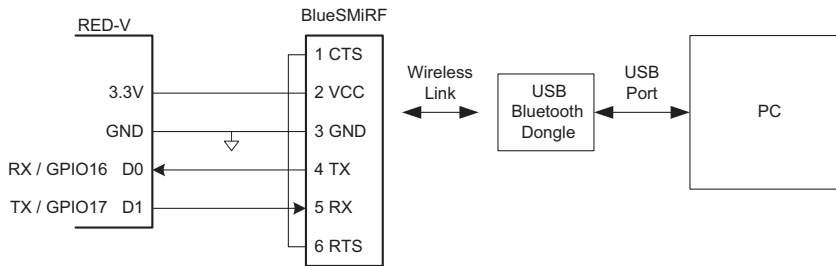 RED-V
3.3V
GND
RX / GPIO16 D0
TX / GPIO17 D1
BlueSMiRF
1 CTS
2 VCC
3 GND
4 TX
5 RX
6 RTS
Wireless
Link
USB
Bluetooth
Dongle
USB
Port
PC